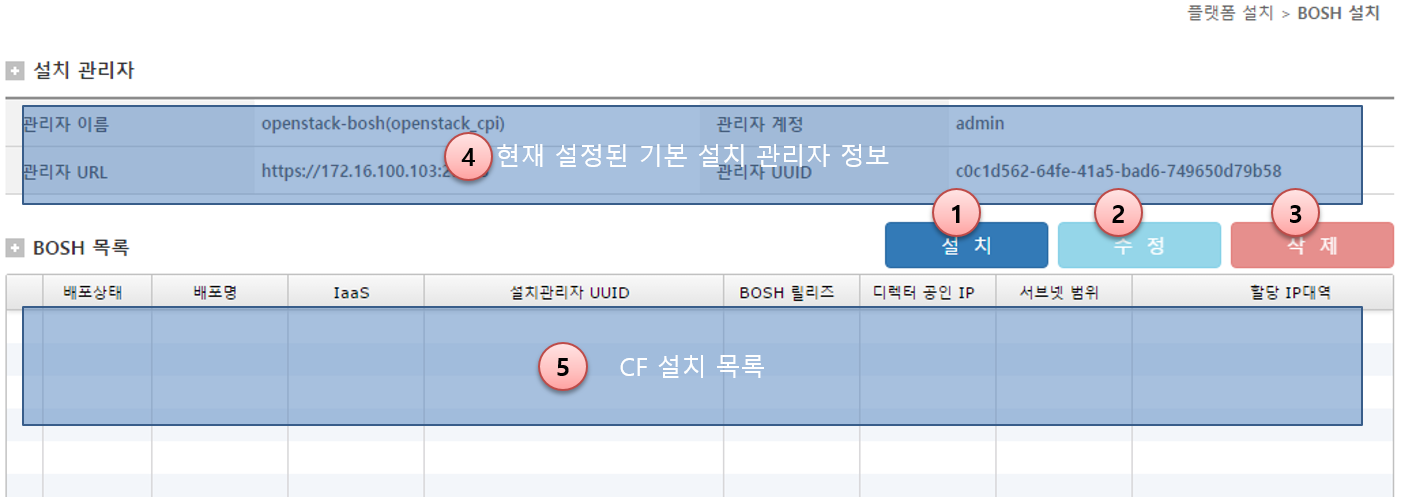 플랫폼 설치 > BOSH 설치
설치 관리자
관리자 이름 openstack-bosh(openstack_cpi) 관리자 계정 admin
4 현재 설정된 기본 설치 관리자 정보
관리자 URL https://172.16.100.103:2 관리자 UUID c0c1d562-64fe-41a5-bad6-749650d79b58
1 2 3
BOSH 목록 설 치 수 정 삭 제
배포상태 배포명 IaaS 설치관리자 UUID BOSH 릴리즈 디렉터 공인 IP 서브넷 범위 할당 IP대역
5 CF 설치 목록